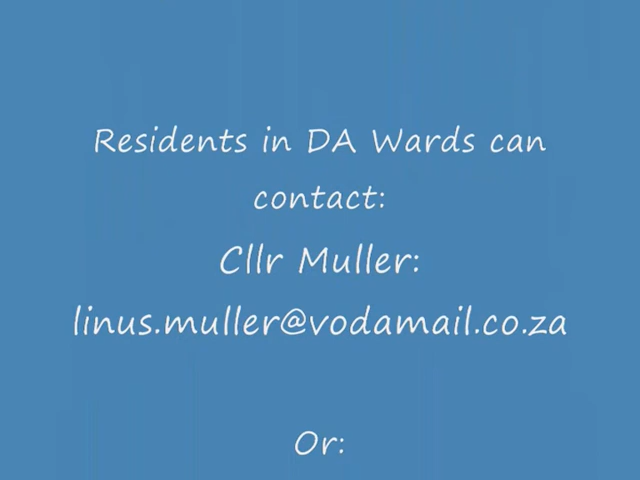 Residents in DA Wards can
contact:
Cllr Muller:
linus.muller@vodamail.co.za
Or: